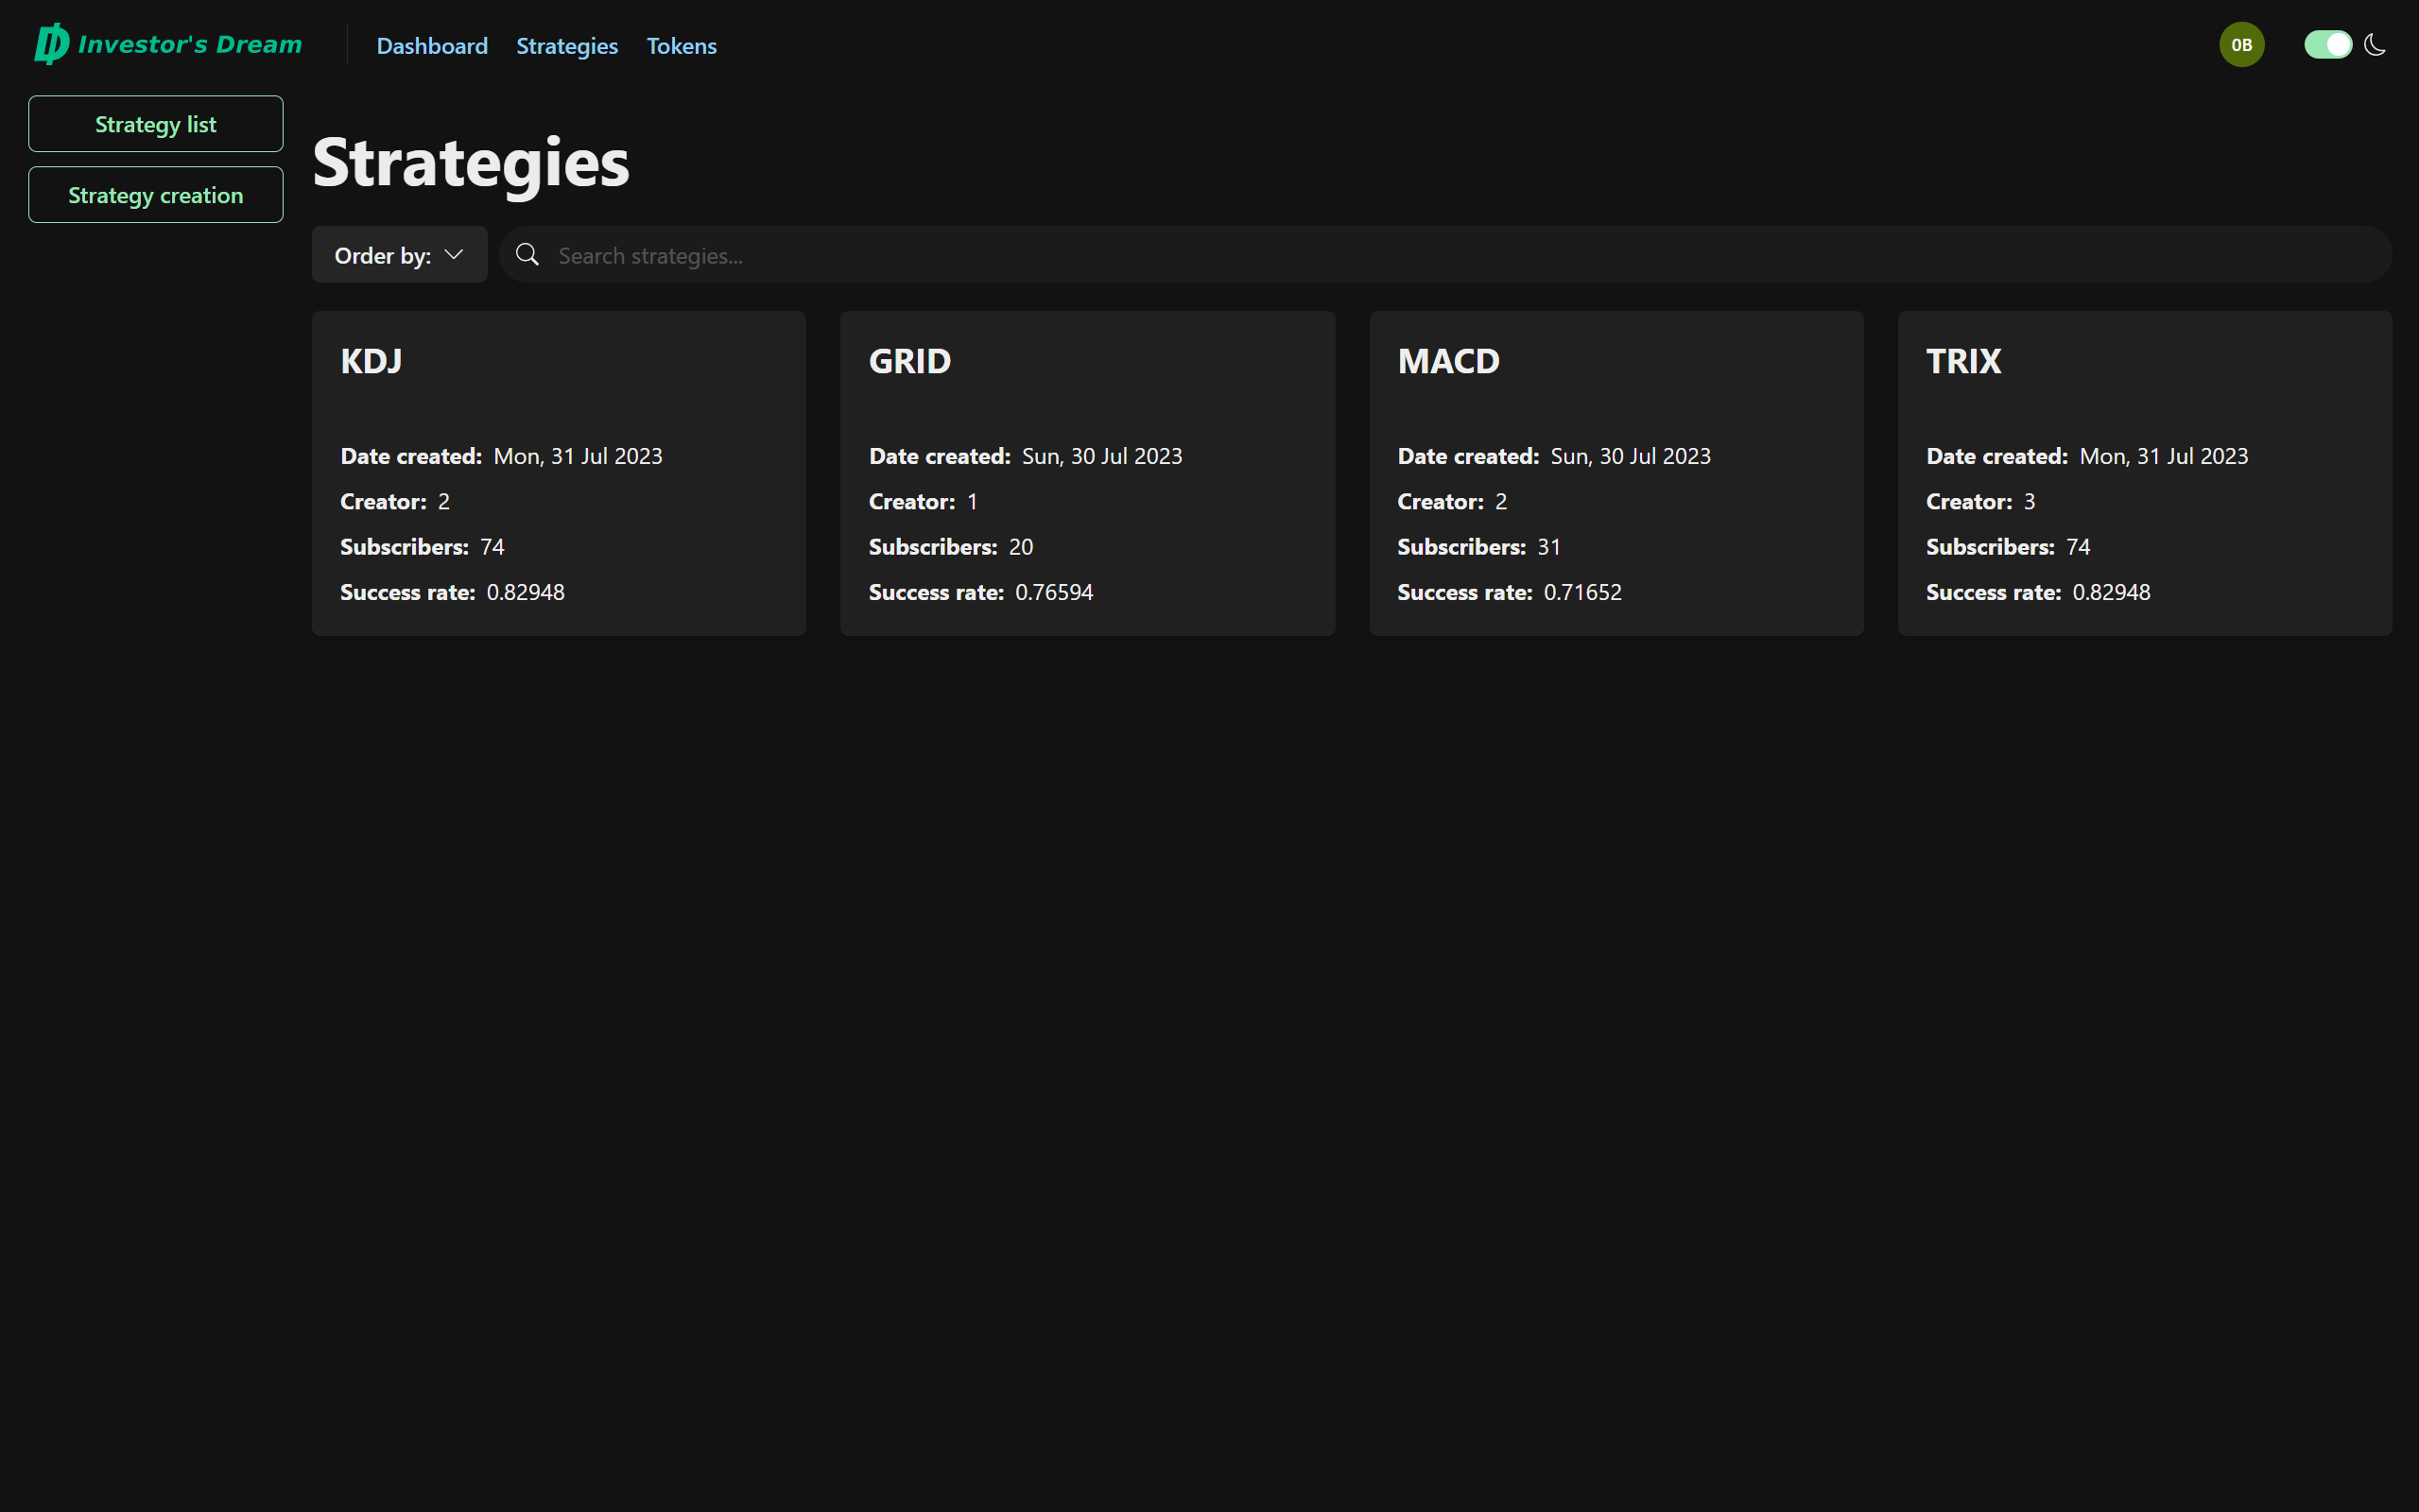 Investor's Dream
Dashboard Strategies Tokens
0B
Strategy list
Strategy creation
Strategies
Order by:
Search strategies...
KDJ
Date created: Mon, 31 Jul 2023
Creator: 2
Subscribers: 74
Success rate: 0.82948
GRID
Date created: Sun, 30 Jul 2023
Creator: 1
Subscribers: 20
Success rate: 0.76594
MACD
Date created: Sun, 30 Jul 2023
Creator: 2
Subscribers: 31
Success rate: 0.71652
TRIX
Date created: Mon, 31 Jul 2023
Creator: 3
Subscribers: 74
Success rate: 0.82948